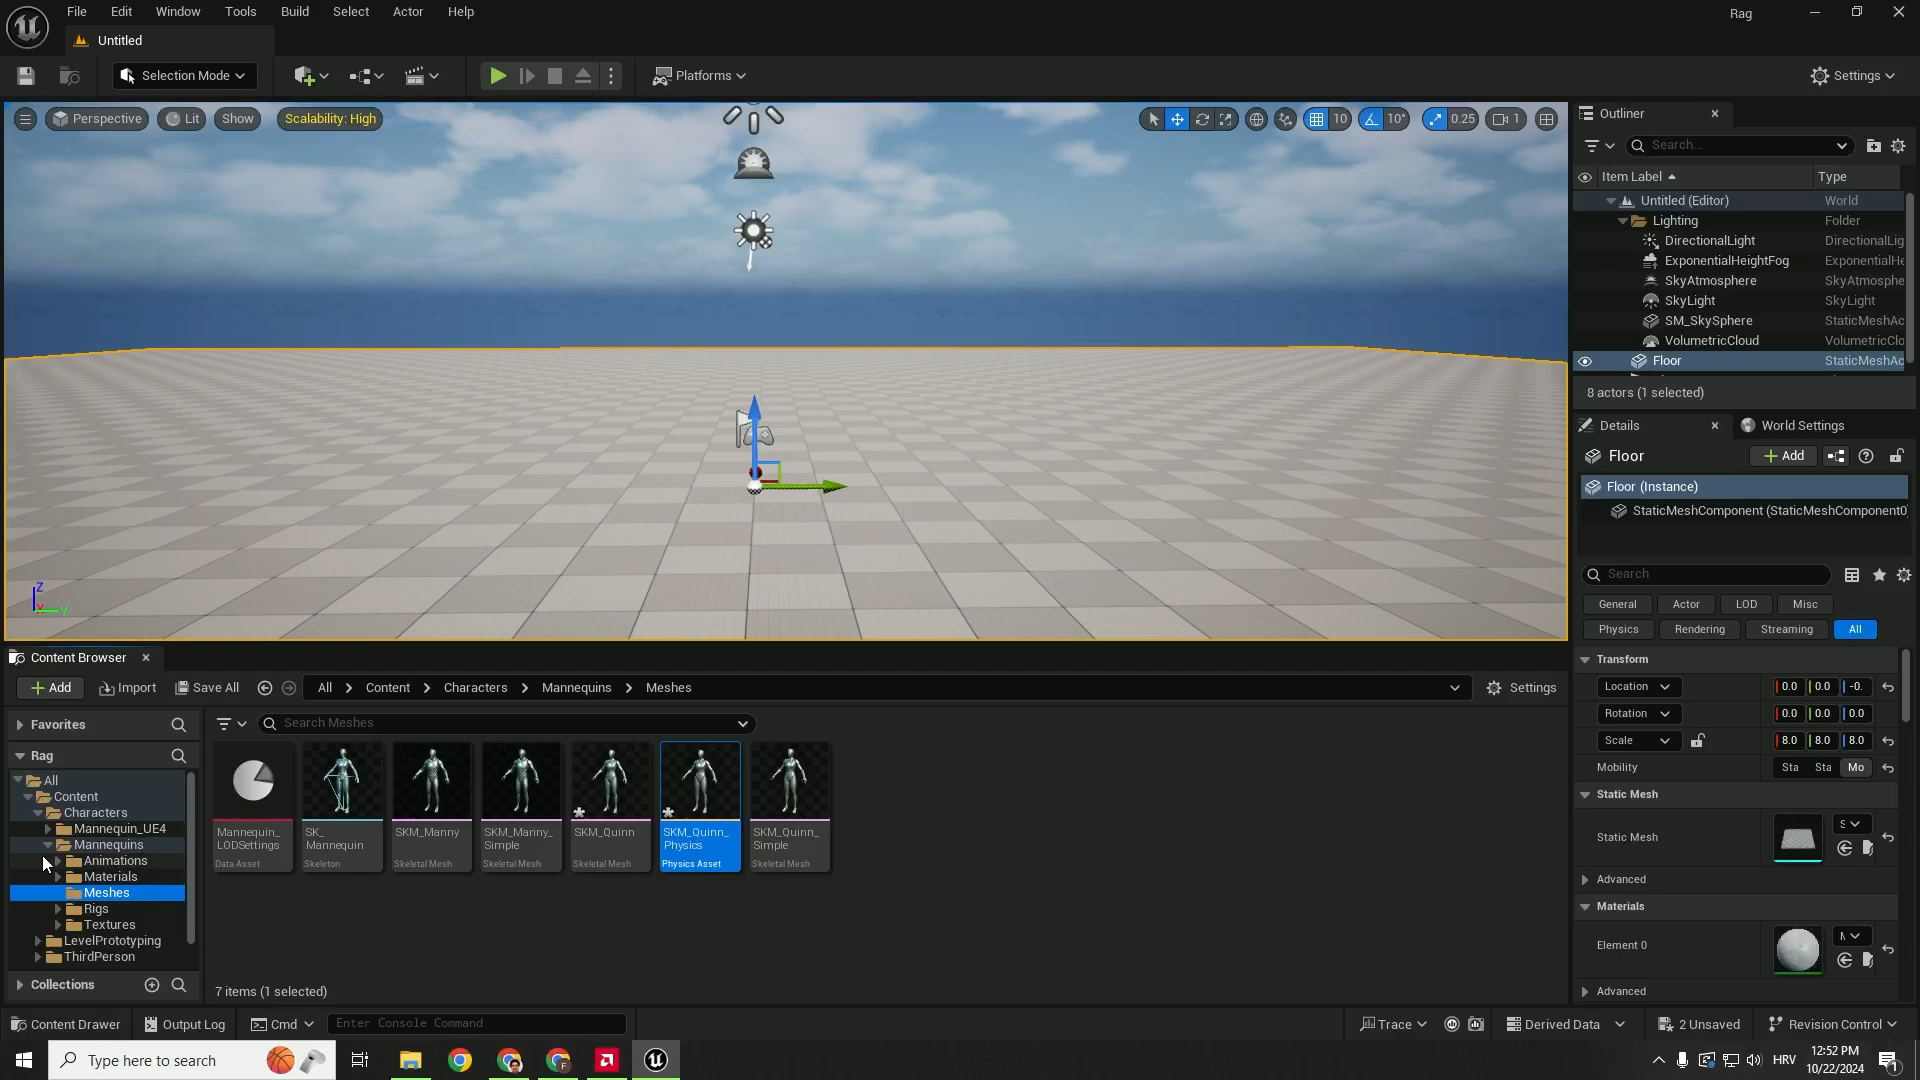 File Edit Window Tools Build Select Actor Help
Rag
Untitled
Selection Mode
Platforms
Settings
Perspective
Lit
Show
Scalability: High
10
10°
0.25
1
Outliner
Search...
Item Label
Type
Untitled (Editor) World
Lighting Folder
DirectionalLight DirectionalLig
ExponentialHeightFog ExponentialHe
SkyAtmosphere SkyAtmosphe
SkyLight SkyLight
SM_SkySphere StaticMeshAc
VolumetricCloud VolumetricClo
Floor StaticMeshAc
8 actors (1 selected)
Details
World Settings
Floor
Add
Floor (Instance)
StaticMeshComponent (StaticMeshComponent0)
Search
General Actor LOD Misc
Physics Rendering Streaming All
Transform
Location 0.0 0.0 -0.
Rotation 0.0 0.0 0.0
Scale 8.0 8.0 8.0
Mobility Sta Sta Mo
Static Mesh
Static Mesh S
Advanced
Materials
Element 0
Advanced
Z
Y
Content Browser
Add Import Save All
All Content Characters Mannequins Meshes
Settings
Favorites
Search Meshes
Rag
All
Content
Characters
Mannequin_UE4
Mannequins
Animations
Materials
Meshes
Rigs
Textures
LevelPrototyping
ThirdPerson
Collections
Mannequin_
LODSettings
Data Asset
SK_
Mannequin
Skeleton
SKM_Manny
Skeletal Mesh
SKM_Manny_
Simple
Skeletal Mesh
SKM_Quinn
Skeletal Mesh
SKM_Quinn_
Physics
Physics Asset
SKM_Quinn_
Simple
Skeletal Mesh
7 items (1 selected)
Content Drawer
Output Log
Cmd
Enter Console Command
Trace
Derived Data
2 Unsaved
Revision Control
Type here to search
HRV
12:52 PM
10/22/2024
1